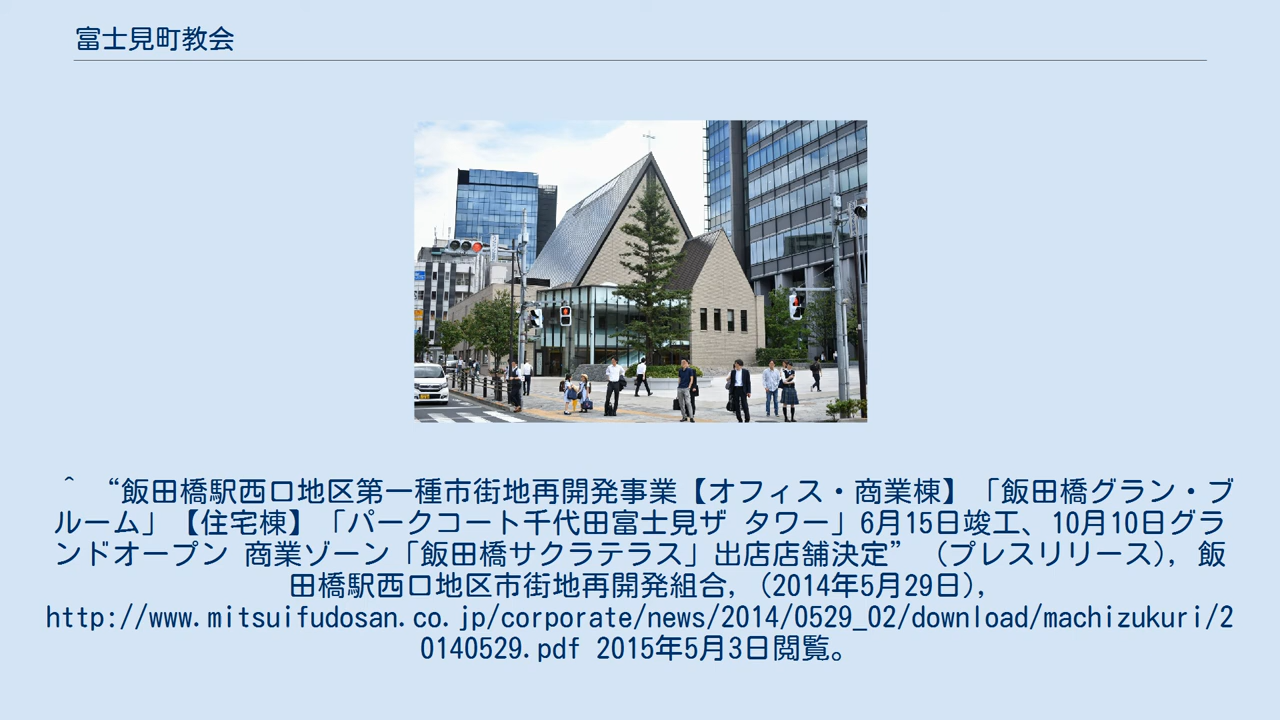 富士見町教会
^ “飯田橋駅西口地区第一種市街地再開発事業【オフィス・商業棟】「飯田橋グラン・ブ
ルーム」【住宅棟】「パークコート千代田富士見ザ タワー」6月15日竣工、10月10日グラ
ンドオープン 商業ゾーン「飯田橋サクラテラス」出店店舗決定” (プレスリリース), 飯
田橋駅西口地区市街地再開発組合, (2014年5月29日),
http://www.mitsuifudosan.co.jp/corporate/news/2014/0529_02/download/machizukuri/2
0140529.pdf 2015年5月3日閲覧。